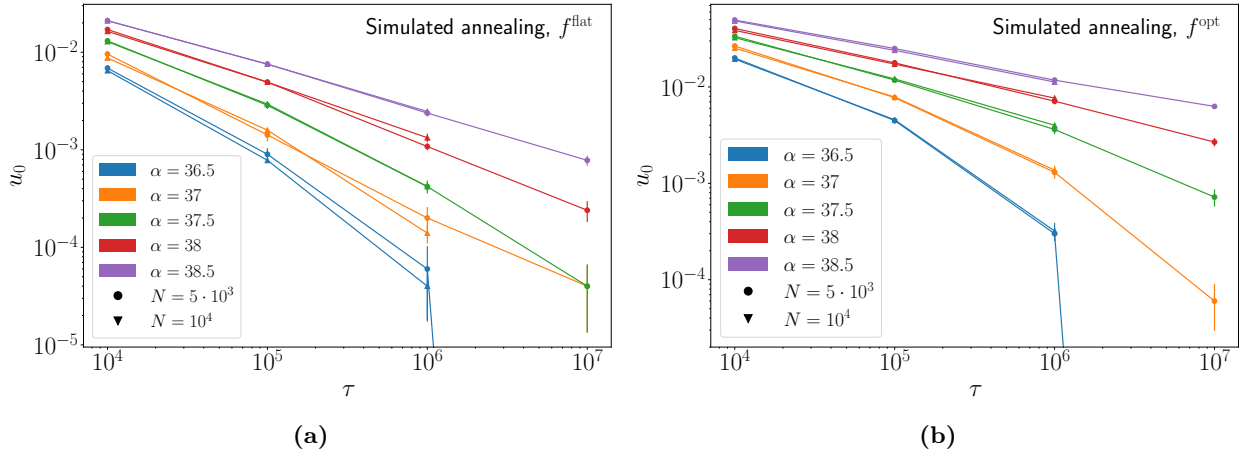 Simulated annealing, f^flat
10^−2
10^−3
10^−4
10^−5
u_0
α = 36.5
α = 37
α = 37.5
α = 38
α = 38.5
N = 5 · 10^3
N = 10^4
10^4 10^5 10^6 10^7
τ
(a)
Simulated annealing, f^opt
10^−2
10^−3
10^−4
u_0
α = 36.5
α = 37
α = 37.5
α = 38
α = 38.5
N = 5 · 10^3
N = 10^4
10^4 10^5 10^6 10^7
τ
(b)